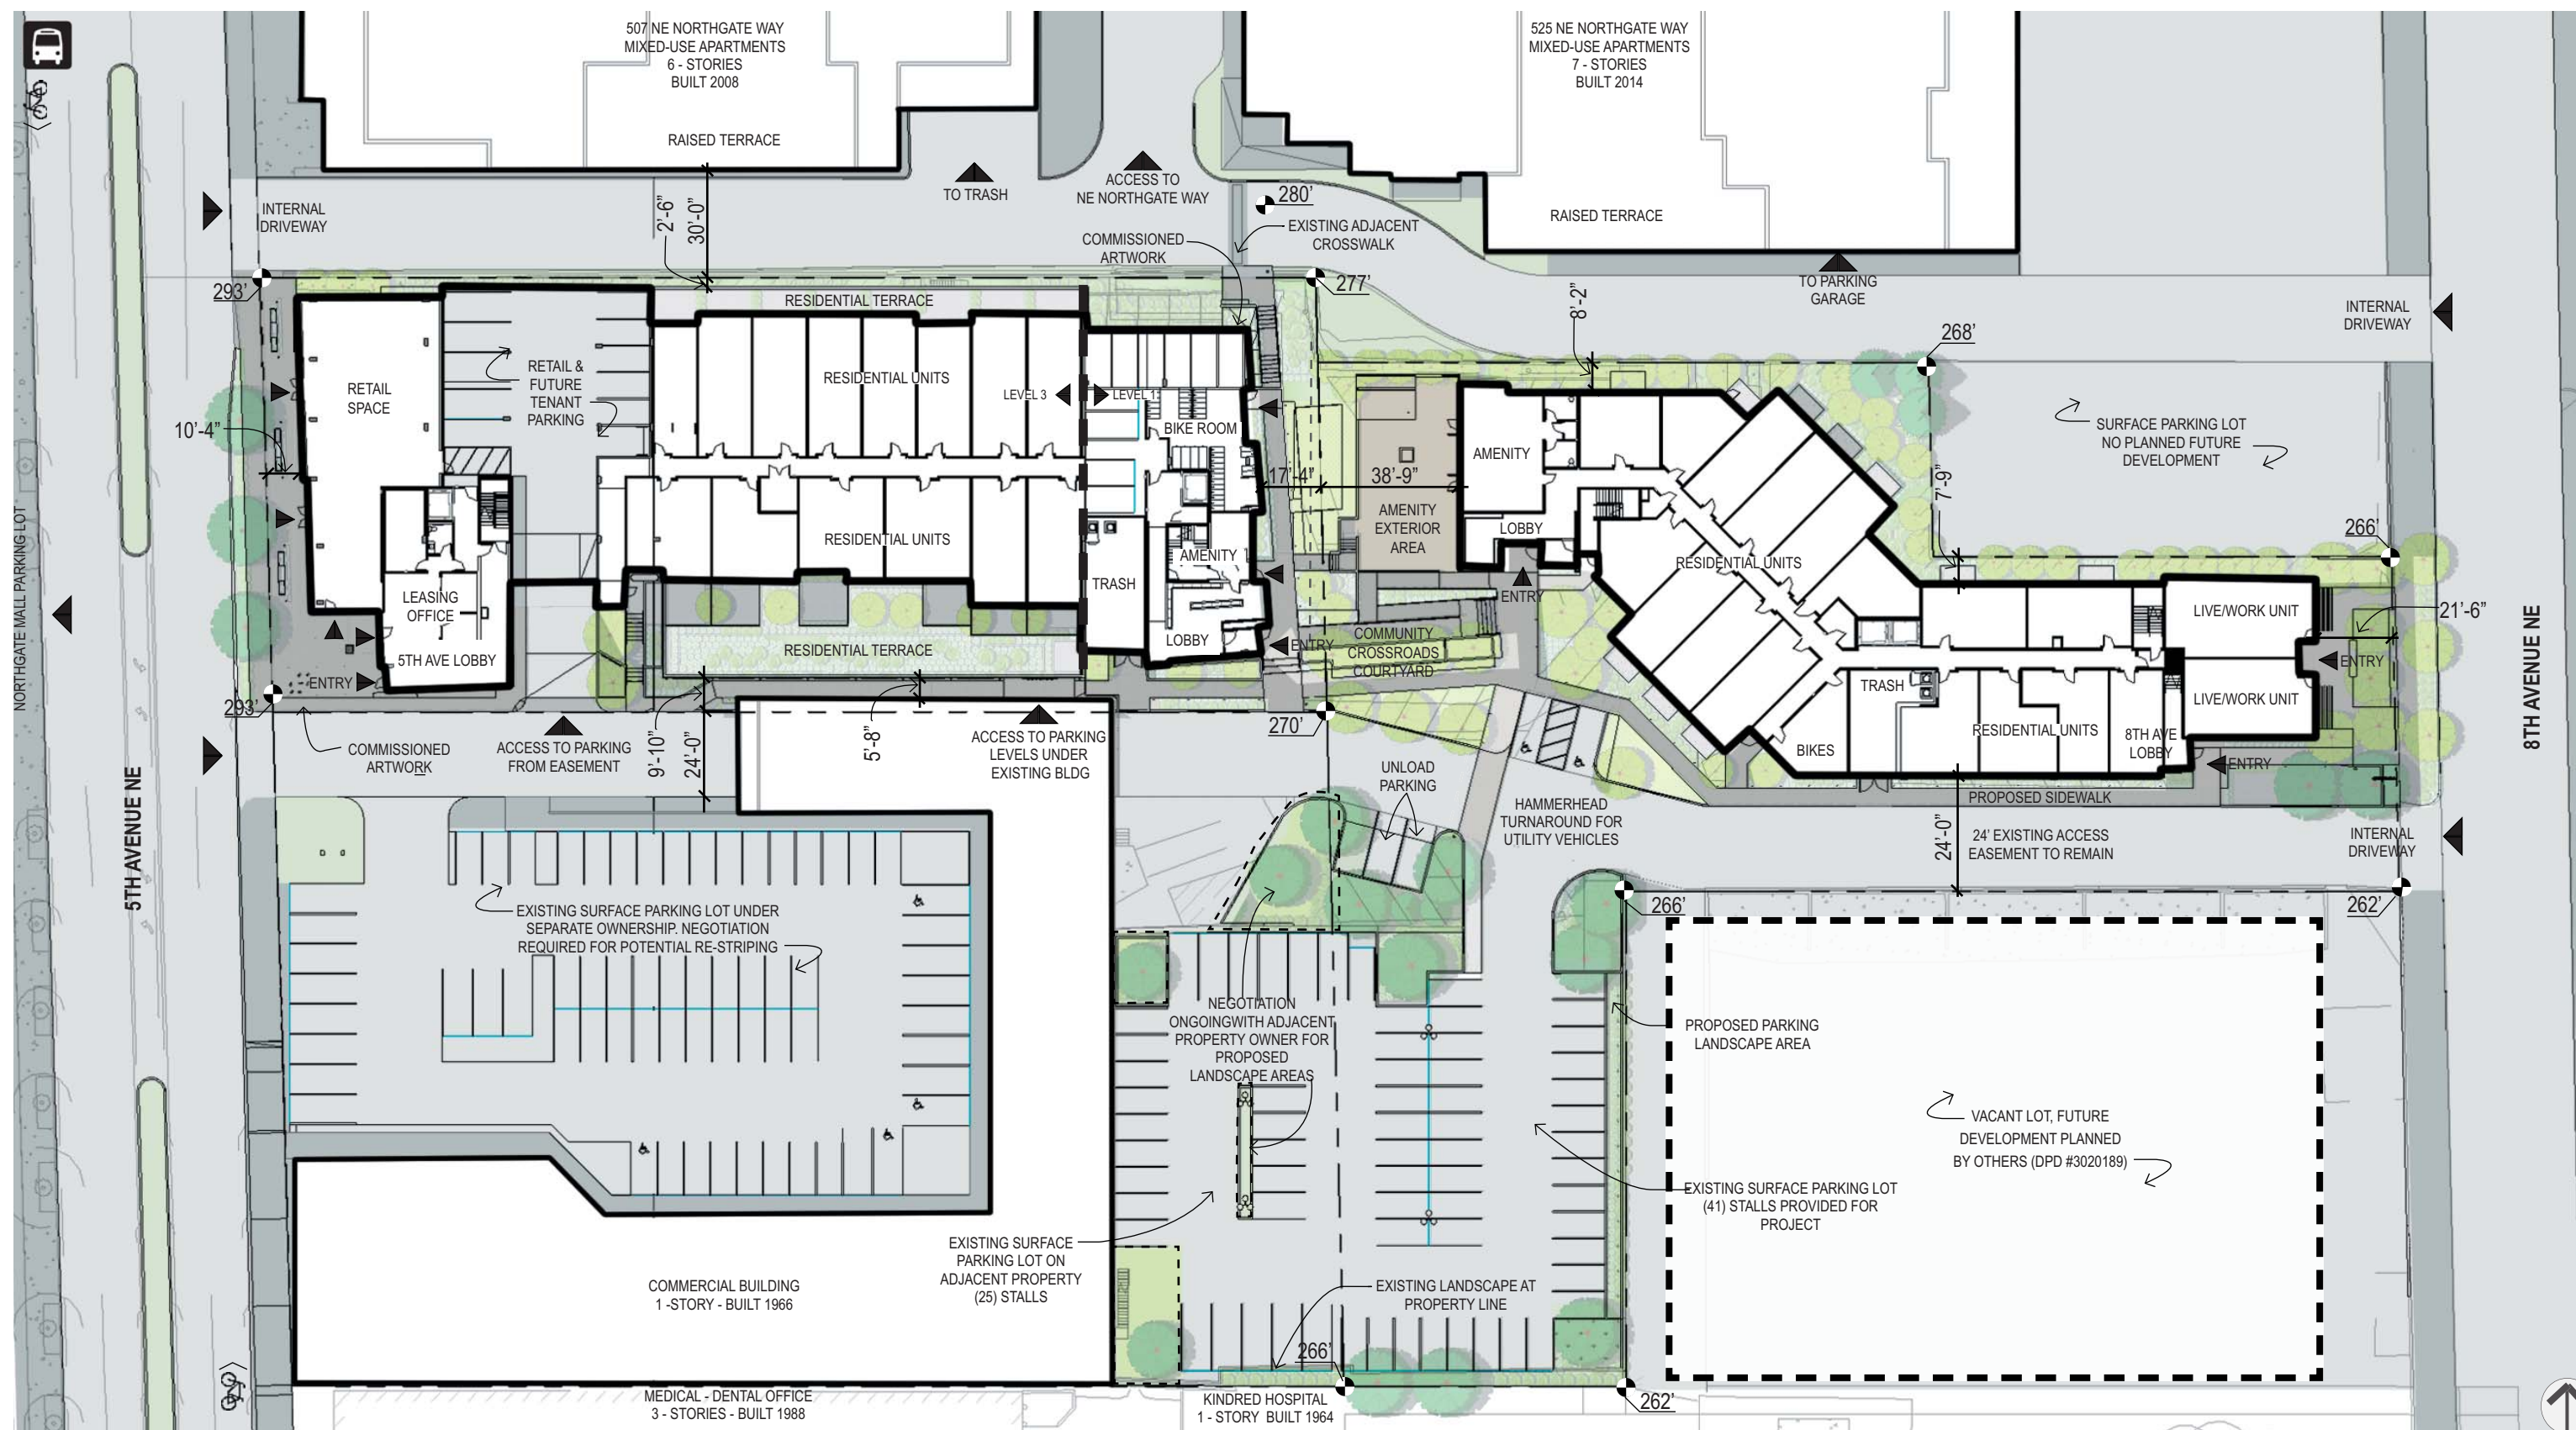 507 NE NORTHGATE WAY
MIXED-USE APARTMENTS
6 - STORIES
BUILT 2008
RAISED TERRACE
525 NE NORTHGATE WAY
MIXED-USE APARTMENTS
7 - STORIES
BUILT 2014
RAISED TERRACE
TO TRASH
ACCESS TO
NE NORTHGATE WAY
280'
EXISTING ADJACENT
CROSSWALK
COMMISSIONED
ARTWORK
INTERNAL
DRIVEWAY
2'-6"
30'-0"
293'
277'
TO PARKING
GARAGE
8'-2"
268'
INTERNAL
DRIVEWAY
RESIDENTIAL TERRACE
RETAIL
SPACE
RETAIL &
FUTURE
TENANT
PARKING
RESIDENTIAL UNITS
LEVEL 3
LEVEL 1
BIKE ROOM
10'-4"
17'-4"
38'-9"
AMENITY
EXTERIOR
AREA
AMENITY
LOBBY
SURFACE PARKING LOT
NO PLANNED FUTURE
DEVELOPMENT
7'-9"
266'
NORTHGATE MALL PARKING LOT
RESIDENTIAL UNITS
AMENITY
TRASH
LOBBY
LEASING
OFFICE
5TH AVE LOBBY
RESIDENTIAL TERRACE
ENTRY
ENTRY
COMMUNITY
CROSSROADS
COURTYARD
ENTRY
RESIDENTIAL UNITS
LIVE/WORK UNIT
21'-6"
ENTRY
LIVE/WORK UNIT
TRASH
RESIDENTIAL UNITS
8TH AVE
LOBBY
BIKES
ENTRY
8TH AVENUE NE
293'
COMMISSIONED
ARTWORK
ACCESS TO PARKING
FROM EASEMENT
9'-10"
24'-0"
5'-8"
ACCESS TO PARKING
LEVELS UNDER
EXISTING BLDG
270'
UNLOAD
PARKING
HAMMERHEAD
TURNAROUND FOR
UTILITY VEHICLES
PROPOSED SIDEWALK
24'-0"
24' EXISTING ACCESS
EASEMENT TO REMAIN
INTERNAL
DRIVEWAY
5TH AVENUE NE
EXISTING SURFACE PARKING LOT UNDER
SEPARATE OWNERSHIP. NEGOTIATION
REQUIRED FOR POTENTIAL RE-STRIPING
266'
262'
NEGOTIATION
ONGOINGWITH ADJACENT
PROPERTY OWNER FOR
PROPOSED
LANDSCAPE AREAS
PROPOSED PARKING
LANDSCAPE AREA
VACANT LOT, FUTURE
DEVELOPMENT PLANNED
BY OTHERS (DPD #3020189)
EXISTING SURFACE PARKING LOT
(41) STALLS PROVIDED FOR
PROJECT
EXISTING SURFACE
PARKING LOT ON
ADJACENT PROPERTY
(25) STALLS
COMMERCIAL BUILDING
1 -STORY - BUILT 1966
EXISTING LANDSCAPE AT
PROPERTY LINE
266'
262'
MEDICAL - DENTAL OFFICE
3 - STORIES - BUILT 1988
KINDRED HOSPITAL
1 - STORY BUILT 1964